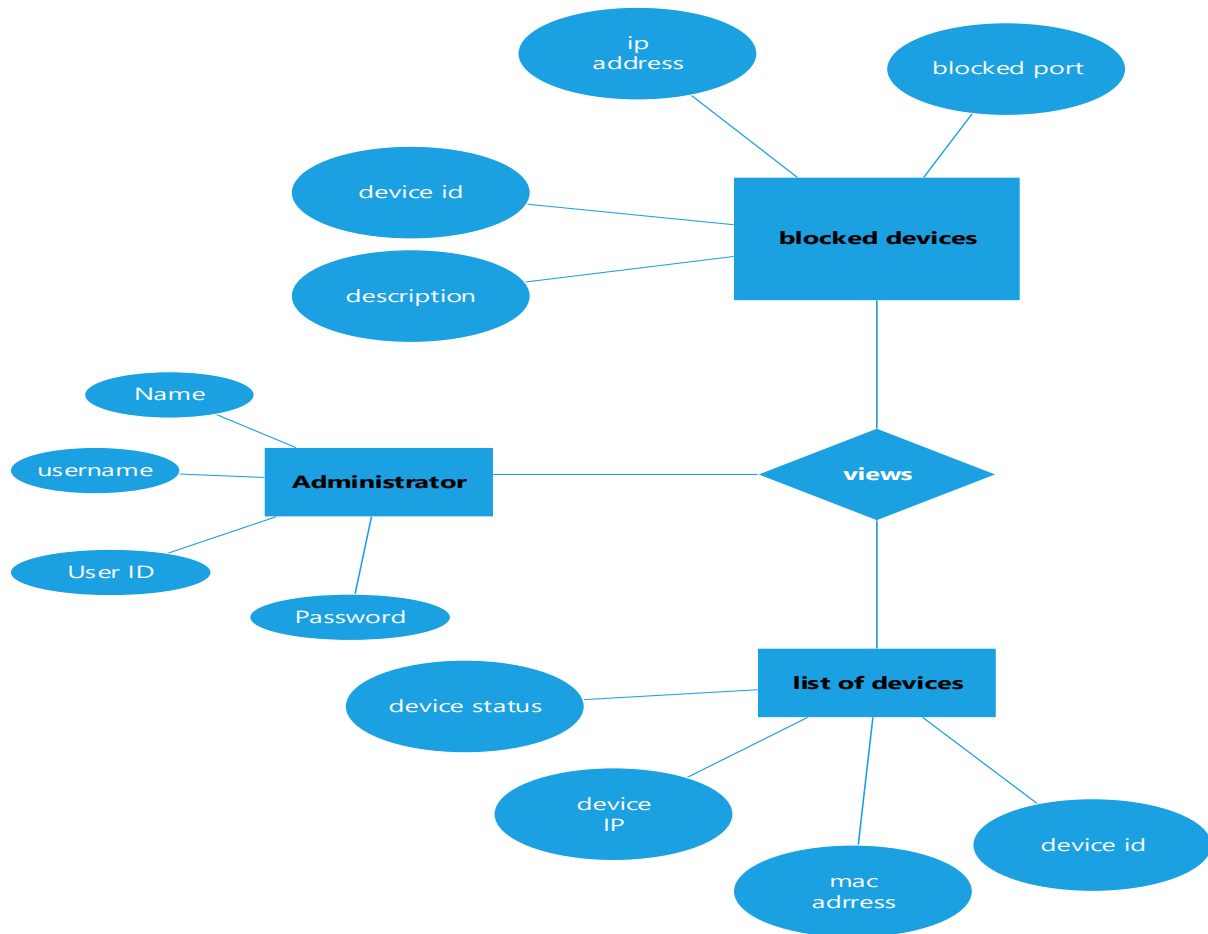 ip
address
blocked port
device id
blocked devices
description
Name
username
Administrator
views
User ID
Password
list of devices
device status
device
IP
mac
adrress
device id